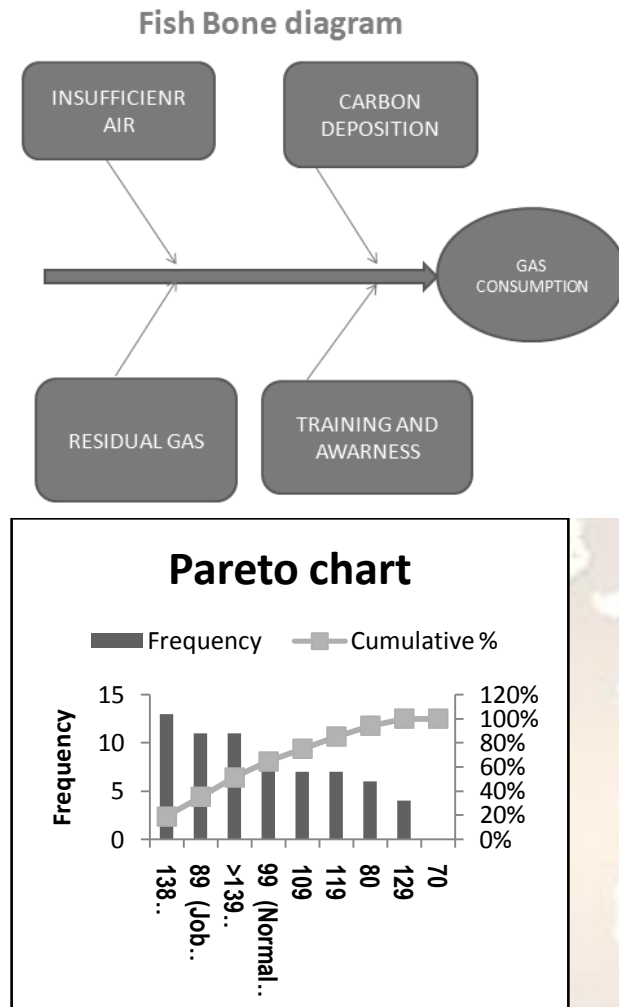 Fish Bone diagram
INSUFFICIENR
AIR
CARBON
DEPOSITION
GAS
CONSUMPTION
RESIDUAL GAS
TRAINING AND
AWARNESS
Pareto chart
Frequency
Cumulative %
Frequency
15
10
5
0
120%
100%
80%
60%
40%
20%
0%
138..
89 (Job..
>139..
99 (Normal..
109
119
80
129
70